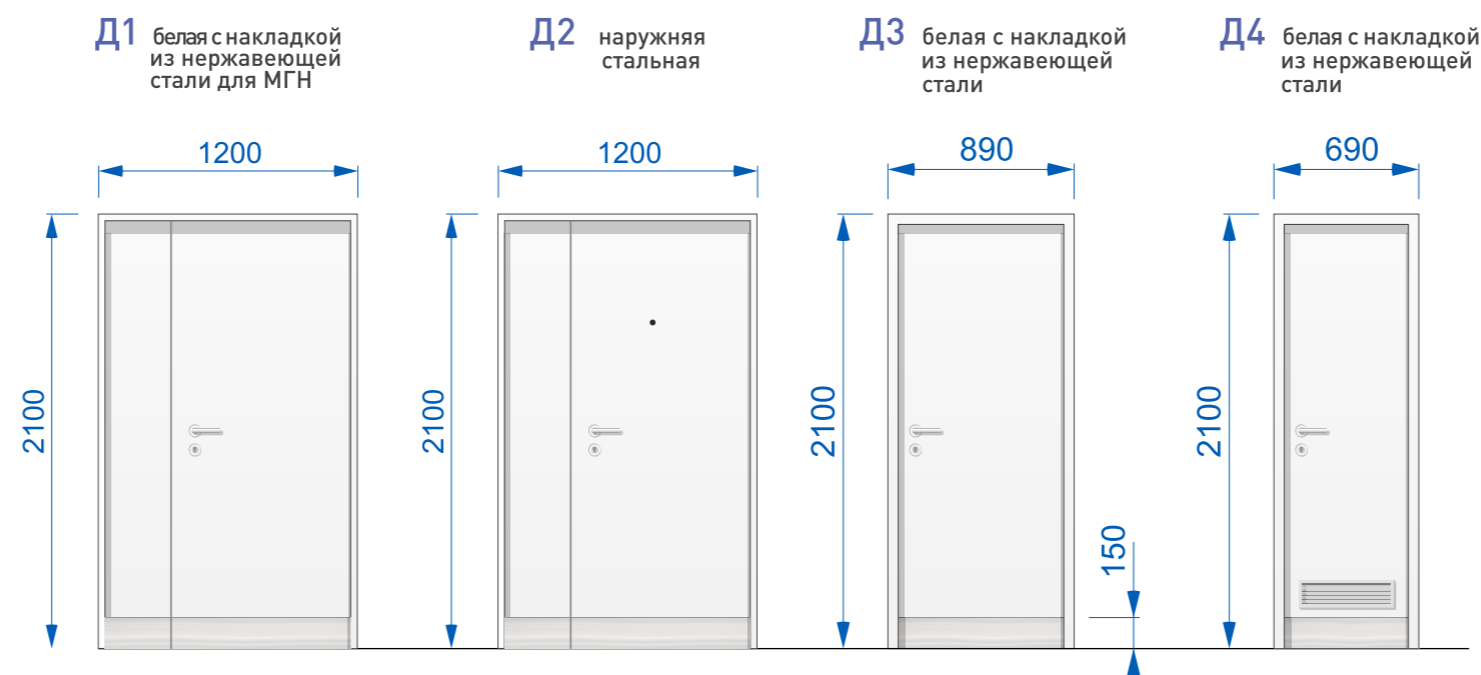 Д1 белая с накладкой
из нержавеющей
стали для МГН
Д2 наружняя
стальная
Д3 белая с накладкой
из нержавеющей
стали
Д4 белая с накладкой
из нержавеющей
стали
1200
1200
890
690
2100
2100
2100
2100
150